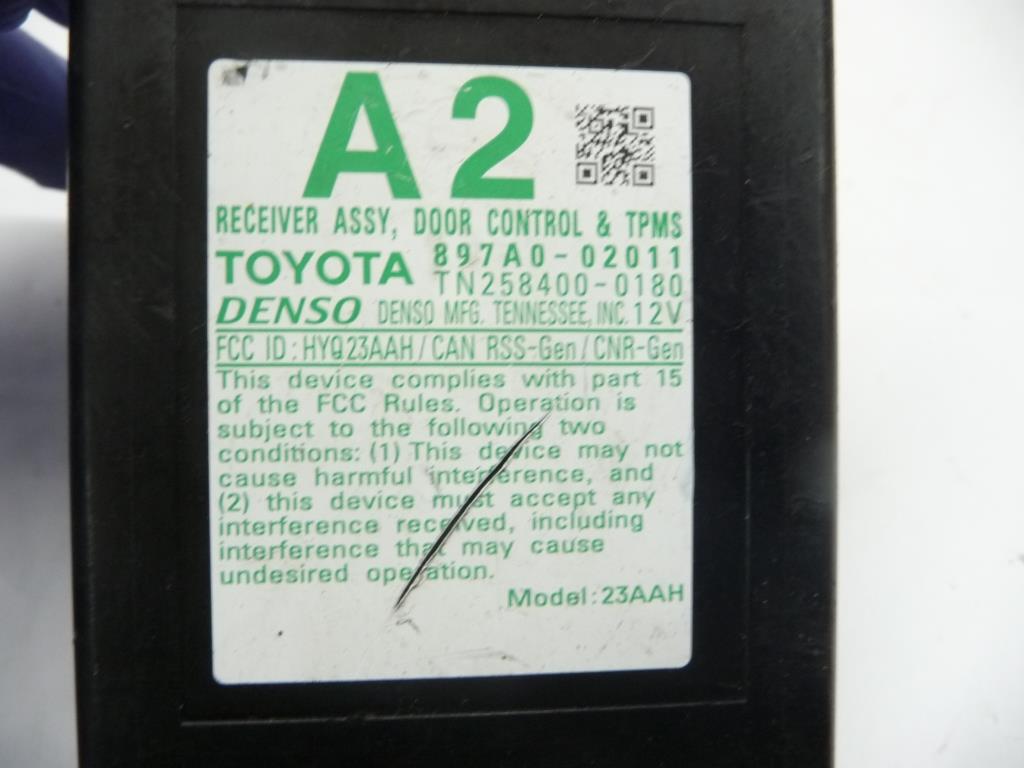 A2
RECEIVER ASSY, DOOR CONTROL & TPMS
TOYOTA 897A0-02011
TN258400-0180
DENSO DENSO MFG. TENNESSEE, INC. 12V
FCC ID: HYQ23AAH/CAN RSS-Gen/CNR-Gen
This device complies with part 15
of the FCC Rules. Operation is
subject to the following two
conditions: (1) This device may not
cause harmful interference, and
(2) this device must accept any
interference received, including
interference that may cause
undesired operation.
Model:23AAH